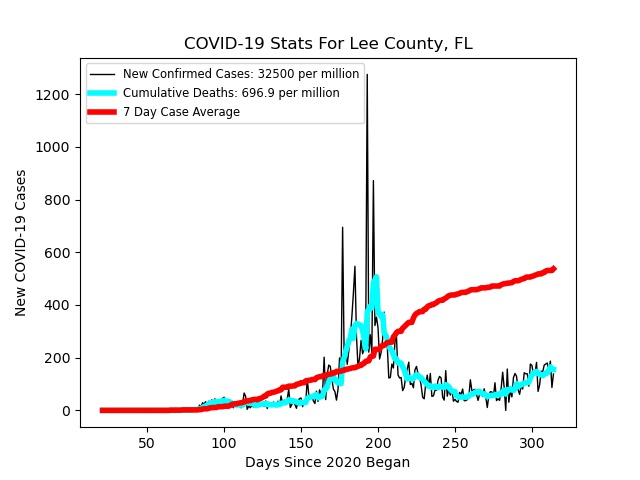 COVID-19 Stats For Lee County, FL
New Confirmed Cases: 32500 per million
Cumulative Deaths: 696.9 per million
7 Day Case Average
New COVID-19 Cases
1200
1000
800
600
400
200
0
50 100 150 200 250 300
Days Since 2020 Began